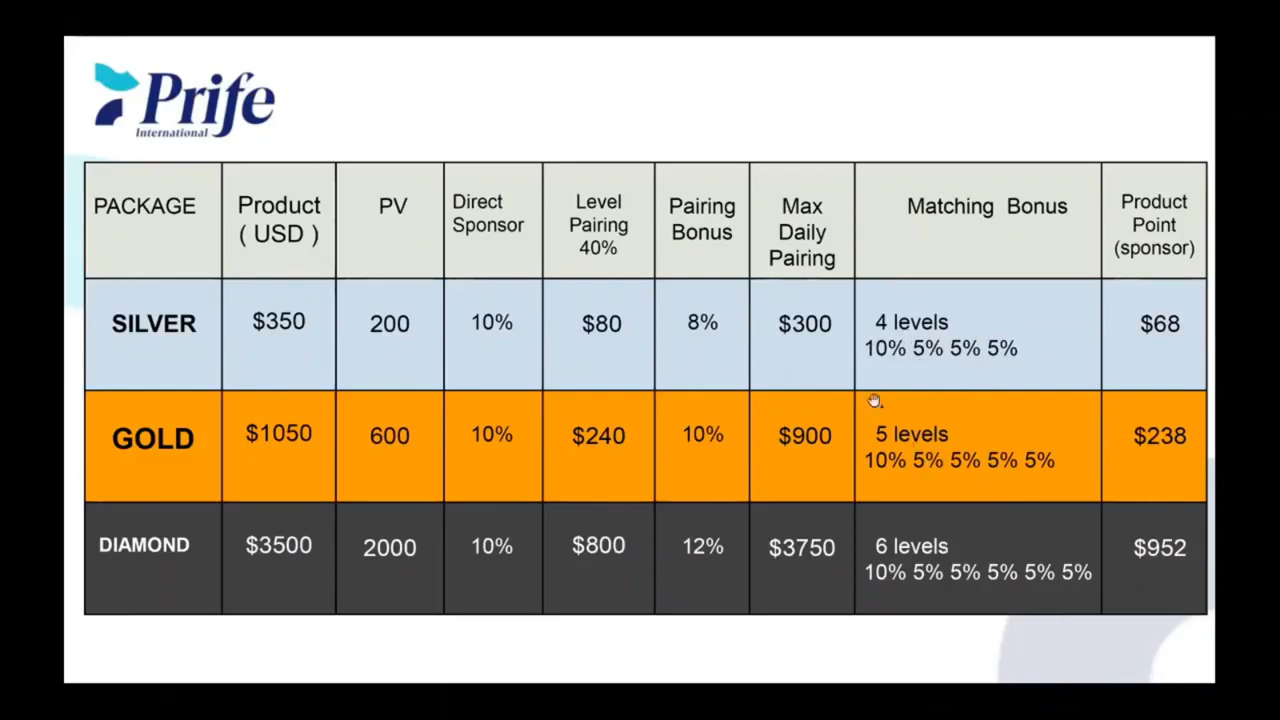 Prife
International
PACKAGE
Product
( USD )
PV
Direct
Sponsor
Level
Pairing
40%
Pairing
Bonus
Max
Daily
Pairing
Matching Bonus
Product
Point
(sponsor)
SILVER
$350
200
10%
$80
8%
$300
4 levels
10% 5% 5% 5%
$68
GOLD
$1050
600
10%
$240
10%
$900
5 levels
10% 5% 5% 5% 5%
$238
DIAMOND
$3500
2000
10%
$800
12%
$3750
6 levels
10% 5% 5% 5% 5% 5%
$952